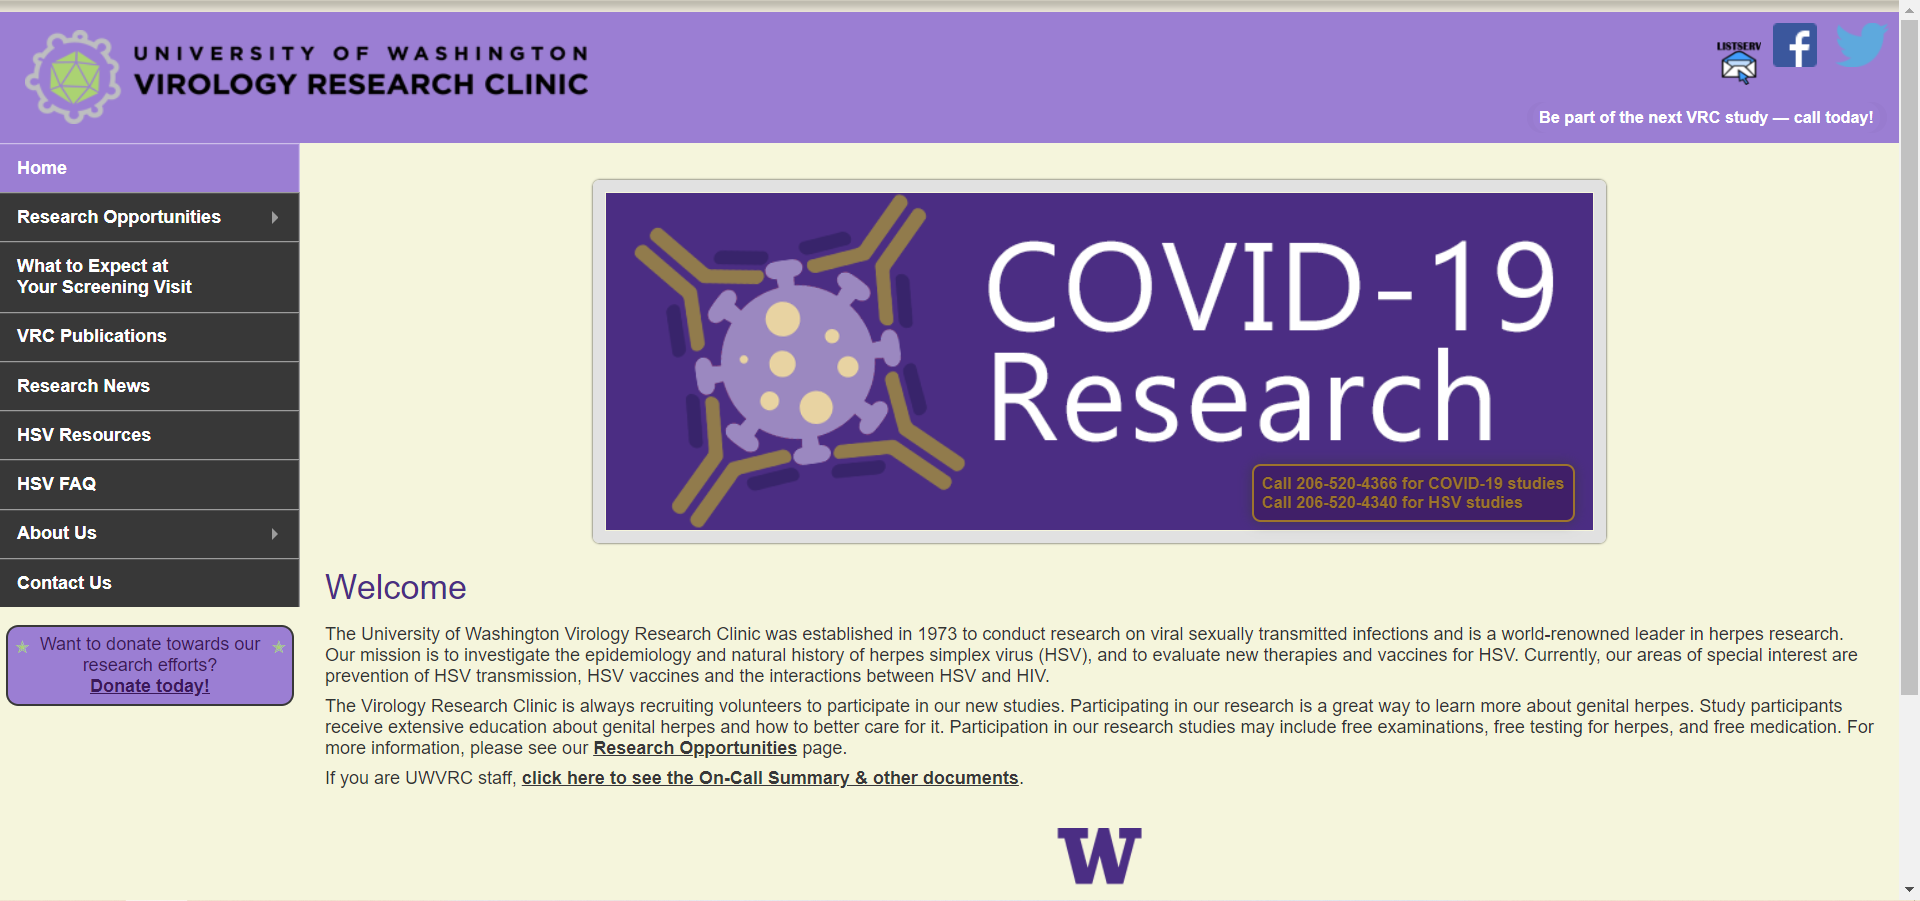 UNIVERSITY OF WASHINGTON
VIROLOGY RESEARCH CLINIC
LISTSERV
f
Be part of the next VRC study — call today!
Home
Research Opportunities
What to Expect at
Your Screening Visit
VRC Publications
Research News
HSV Resources
HSV FAQ
About Us
Contact Us
Want to donate towards our
research efforts?
Donate today!
COVID-19
Research
Call 206-520-4366 for COVID-19 studies
Call 206-520-4340 for HSV studies
Welcome
The University of Washington Virology Research Clinic was established in 1973 to conduct research on viral sexually transmitted infections and is a world-renowned leader in herpes research.
Our mission is to investigate the epidemiology and natural history of herpes simplex virus (HSV), and to evaluate new therapies and vaccines for HSV. Currently, our areas of special interest are
prevention of HSV transmission, HSV vaccines and the interactions between HSV and HIV.
The Virology Research Clinic is always recruiting volunteers to participate in our new studies. Participating in our research is a great way to learn more about genital herpes. Study participants
receive extensive education about genital herpes and how to better care for it. Participation in our research studies may include free examinations, free testing for herpes, and free medication. For
more information, please see our Research Opportunities page.
If you are UWVRC staff, click here to see the On-Call Summary & other documents.
W